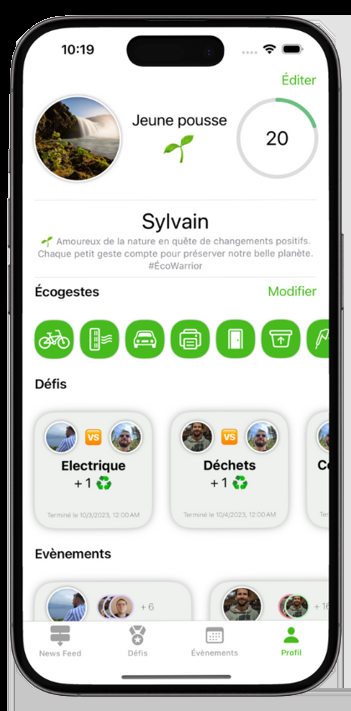 10:19
Éditer
Jeune pousse
20
Sylvain
Amoureux de la nature en quête de changements positifs.
Chaque petit geste compte pour préserver notre belle planète.
#ÉcoWarrior
Écogestes
Modifier
Défis
VS
VS
Electrique
Déchets
+ 1
+ 1
Terminé le 10/3/2023, 12:00 AM
Terminé le 10/4/2023, 12:00 AM
Evènements
+ 6
News Feed
Défis
Évènements
Profil